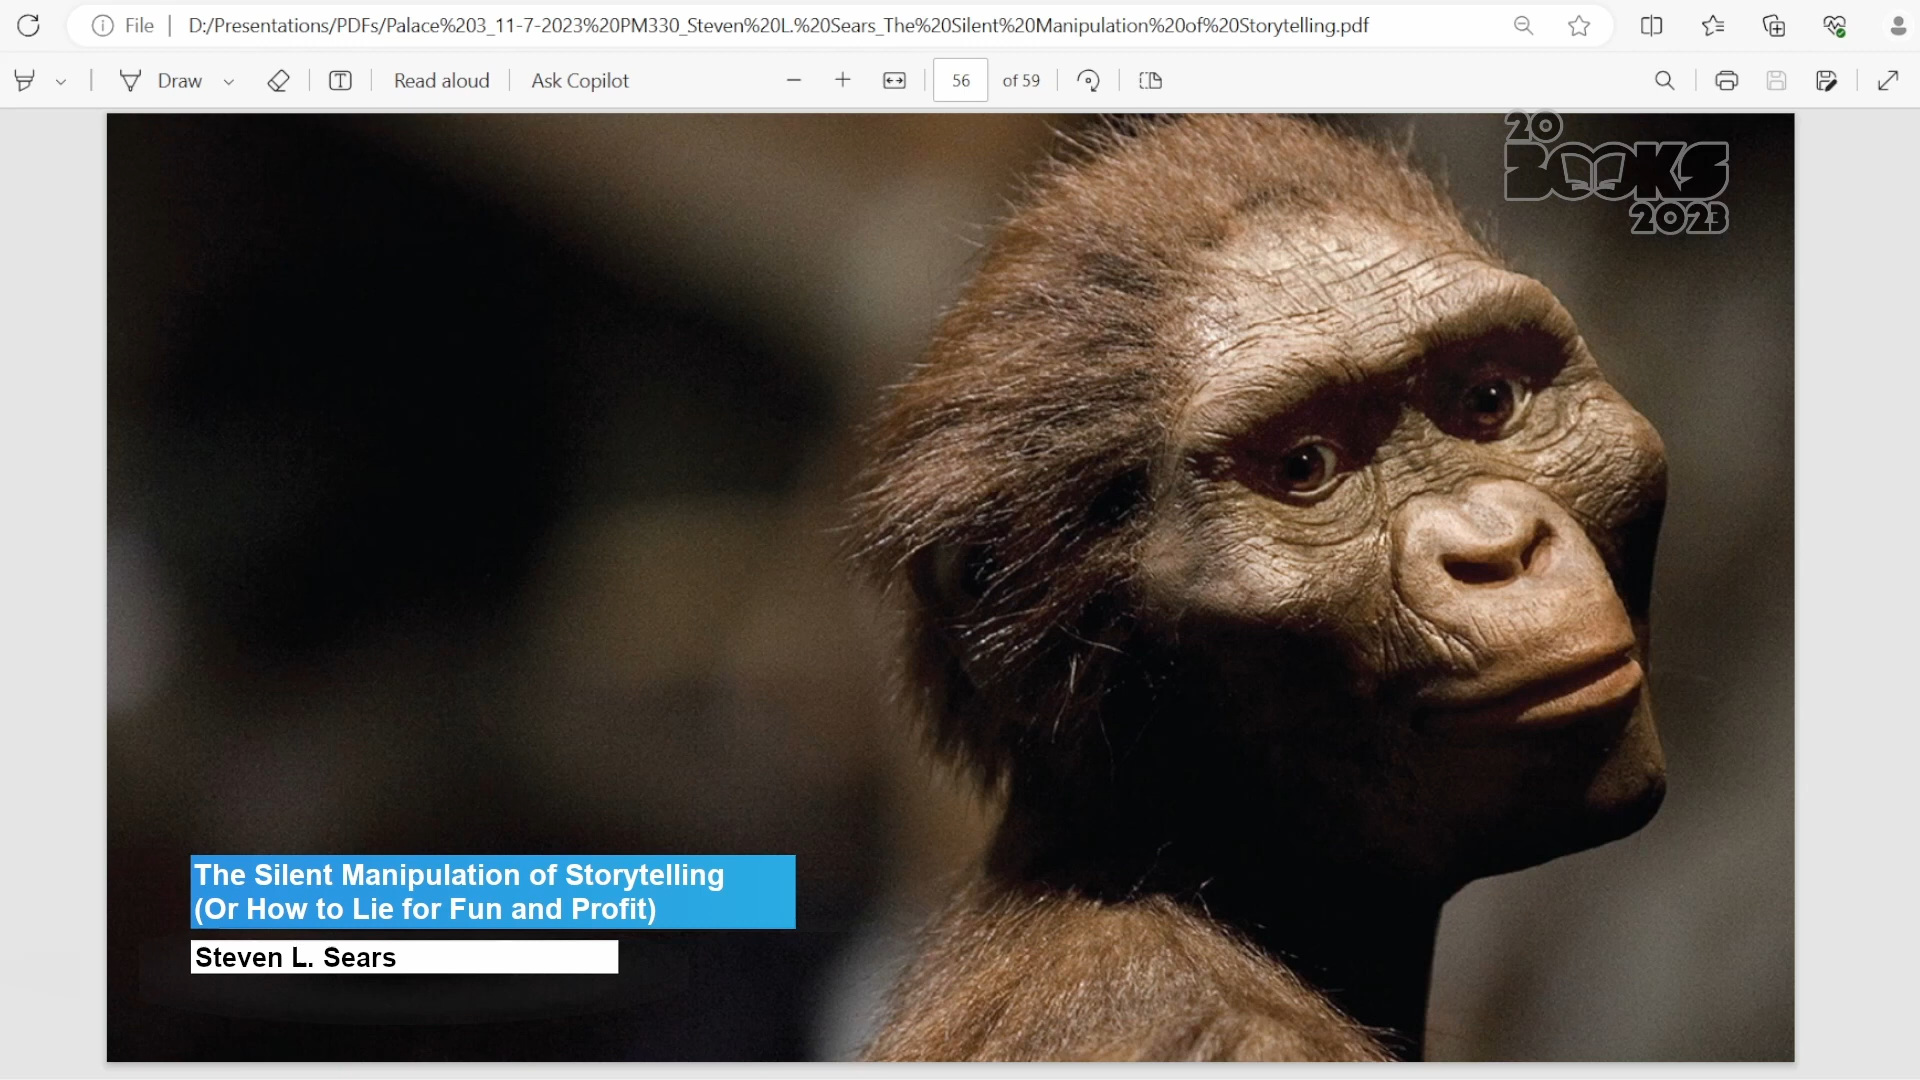 File
D:/Presentations/PDFs/Palace%203_11-7-2023%20PM330_Steven%20L.%20Sears_The%20Silent%20Manipulation%20of%20Storytelling.pdf
Draw
Read aloud
Ask Copilot
56
of 59
20
BOOKS
2023
The Silent Manipulation of Storytelling
(Or How to Lie for Fun and Profit)
Steven L. Sears